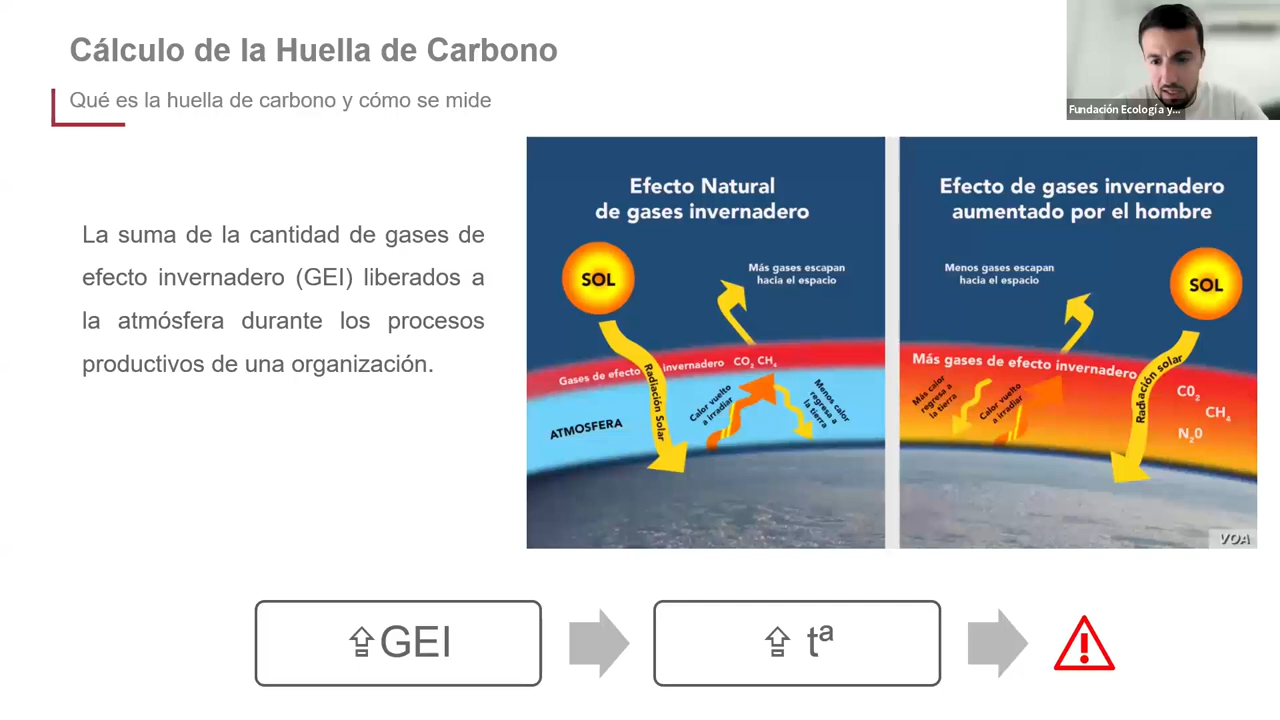 Cálculo de la Huella de Carbono
Qué es la huella de carbono y cómo se mide
Fundación Ecología y...
La suma de la cantidad de gases de
efecto invernadero (GEI) liberados a
la atmósfera durante los procesos
productivos de una organización.
Efecto Natural
de gases invernadero
SOL
Más gases escapan
hacia el espacio
Gases de efecto invernadero CO₂ CH₄
Radiación Solar
ATMOSFERA
Calor vuelto
a irradiar
Menos calor
regresa a
la tierra
Efecto de gases invernadero
aumentado por el hombre
Menos gases escapan
hacia el espacio
SOL
Más gases de efecto invernadero
Más calor
regresa a
la tierra
Calor vuelto
a irradiar
Radiación solar
C0₂
CH₄
N₂0
VOA
⇪GEI
⇪ tª